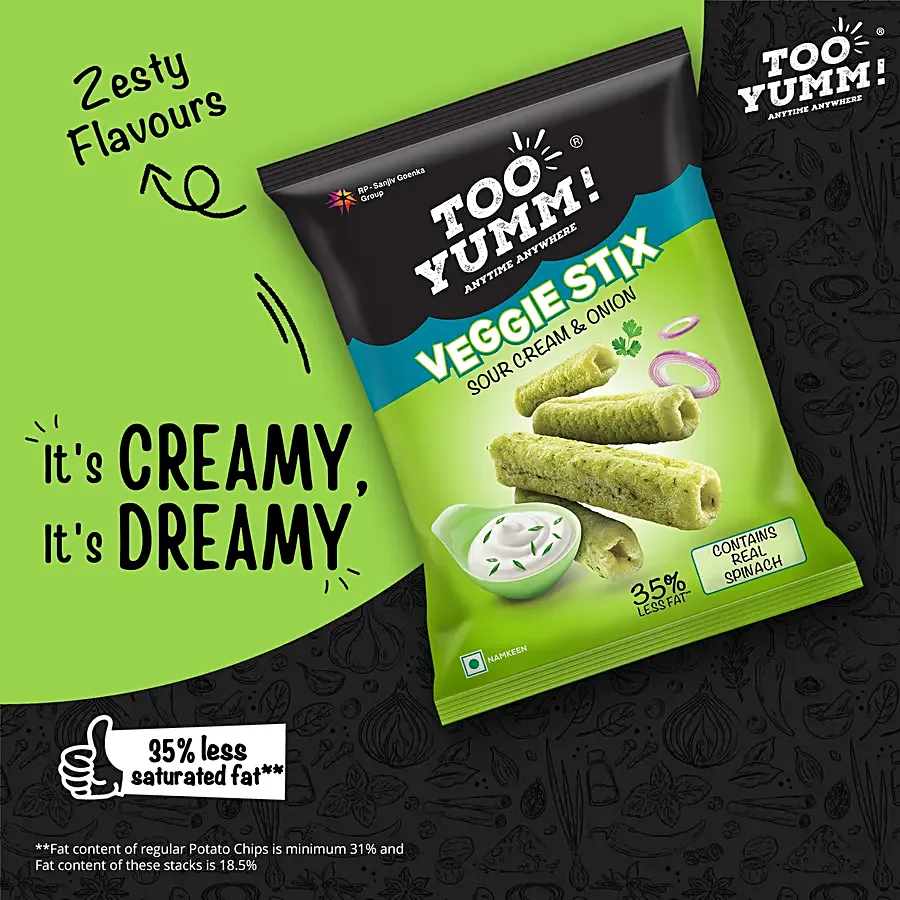 Zesty
Flavours
TOO
YUMM!
®
ANYTIME ANYWHERE
RP-Sanjiv Goenka
Group
TOO
YUMM!
®
ANYTIME ANYWHERE
VEGGIE STIX
SOUR CREAM & ONION
It's CREAMY,
It's DREAMY
35%
LESS FAT**
CONTAINS
REAL
SPINACH
NAMKEEN
35% less
saturated fat**
**Fat content of regular Potato Chips is minimum 31% and
Fat content of these stacks is 18.5%